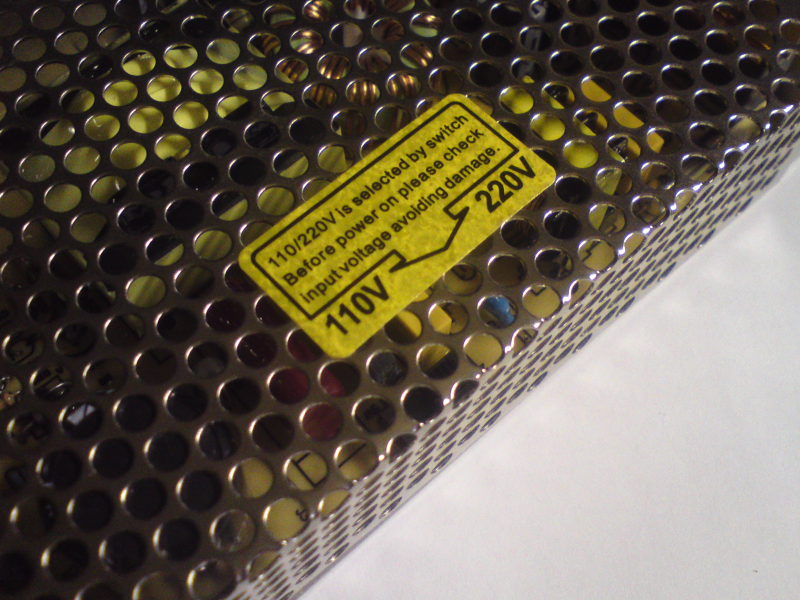 110/220V is selected by switch
Before power on please check
input voltage avoiding damage.
110V 220V